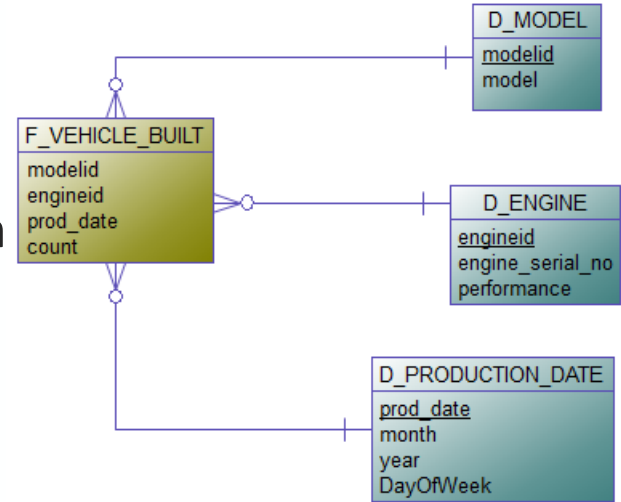 D_MODEL
modelid
model
F_VEHICLE_BUILT
modelid
engineid
prod_date
count
D_ENGINE
engineid
engine_serial_no
performance
D_PRODUCTION_DATE
prod_date
month
year
DayOfWeek